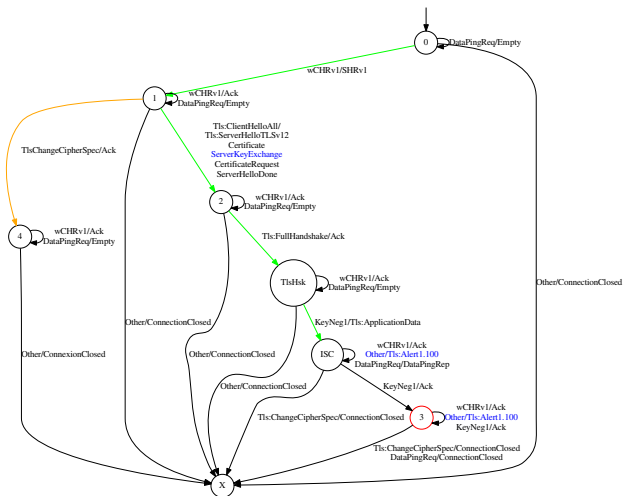 0
DataPingReq/Empty
wCHRv1/SHRv1
1
wCHRv1/Ack
DataPingReq/Empty
Tls:ClientHelloAll/
Tls:ServerHelloTLSv12
Certificate
ServerKeyExchange
CertificateRequest
ServerHelloDone
TlsChangeCipherSpec/Ack
2
wCHRv1/Ack
DataPingReq/Empty
4
wCHRv1/Ack
DataPingReq/Empty
Tls:FullHandshake/Ack
TlsHsk
wCHRv1/Ack
DataPingReq/Empty
Other/ConnectionClosed
KeyNeg1/Tls:ApplicationData
Other/ConnectionClosed
Other/ConnexionClosed
Other/ConnectionClosed
ISC
wCHRv1/Ack
Other/Tls:Alert1.100
DataPingReq/DataPingRep
Other/ConnectionClosed
KeyNeg1/Ack
3
wCHRv1/Ack
Other/Tls:Alert1.100
KeyNeg1/Ack
Tls:ChangeCipherSpec/ConnectionClosed
Tls:ChangeCipherSpec/ConnectionClosed
DataPingReq/ConnectionClosed
X